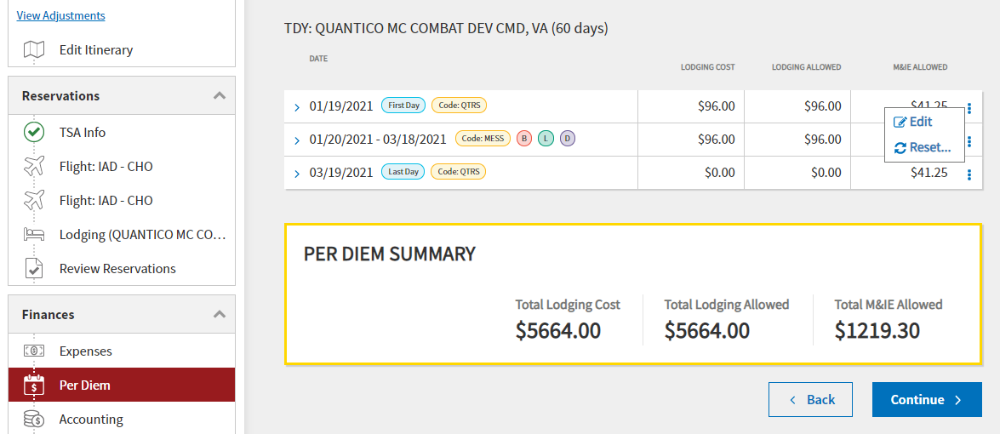 View Adjustments
Edit Itinerary
Reservations
TSA Info
Flight: IAD - CHO
Flight: IAD - CHO
Lodging (QUANTICO MC CO...
Review Reservations
Finances
Expenses
Per Diem
Accounting
TDY: QUANTICO MC COMBAT DEV CMD, VA (60 days)
DATE LODGING COST LODGING ALLOWED M&IE ALLOWED
01/19/2021 First Day Code: QTRS $96.00 $96.00 $41.25
01/20/2021 - 03/18/2021 Code: MESS B L D $96.00 $96.00
Edit
Reset...
03/19/2021 Last Day Code: QTRS $0.00 $0.00 $41.25
PER DIEM SUMMARY
Total Lodging Cost Total Lodging Allowed Total M&IE Allowed
$5664.00 $5664.00 $1219.30
Back Continue